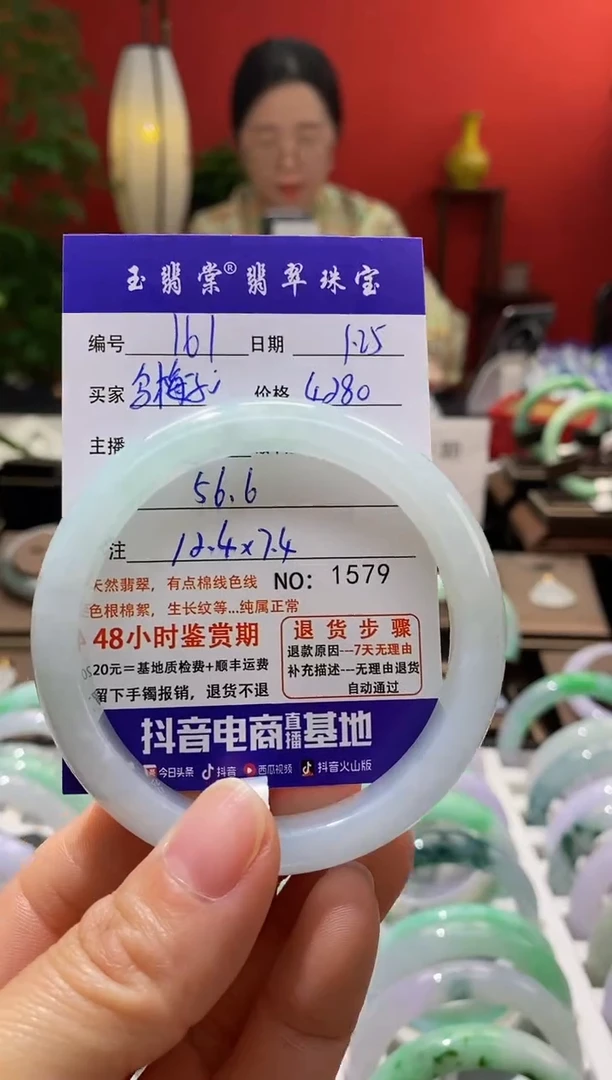 玉翡棠®翡翠珠宝
编号 161 日期 1.25
买家 乌梅子 价格 4280
主播
56.6
注 12.4×7.4
天然翡翠，有点棉线色线 NO: 1579
色根棉絮，生长纹等...纯属正常
48小时鉴赏期
20元=基地质检费+顺丰运费
留下手镯报销，退货不退
退货步骤
退款原因---7天无理由
补充描述---无理由退货
自动通过
抖音电商直播基地
今日头条 抖音 西瓜视频 抖音火山版